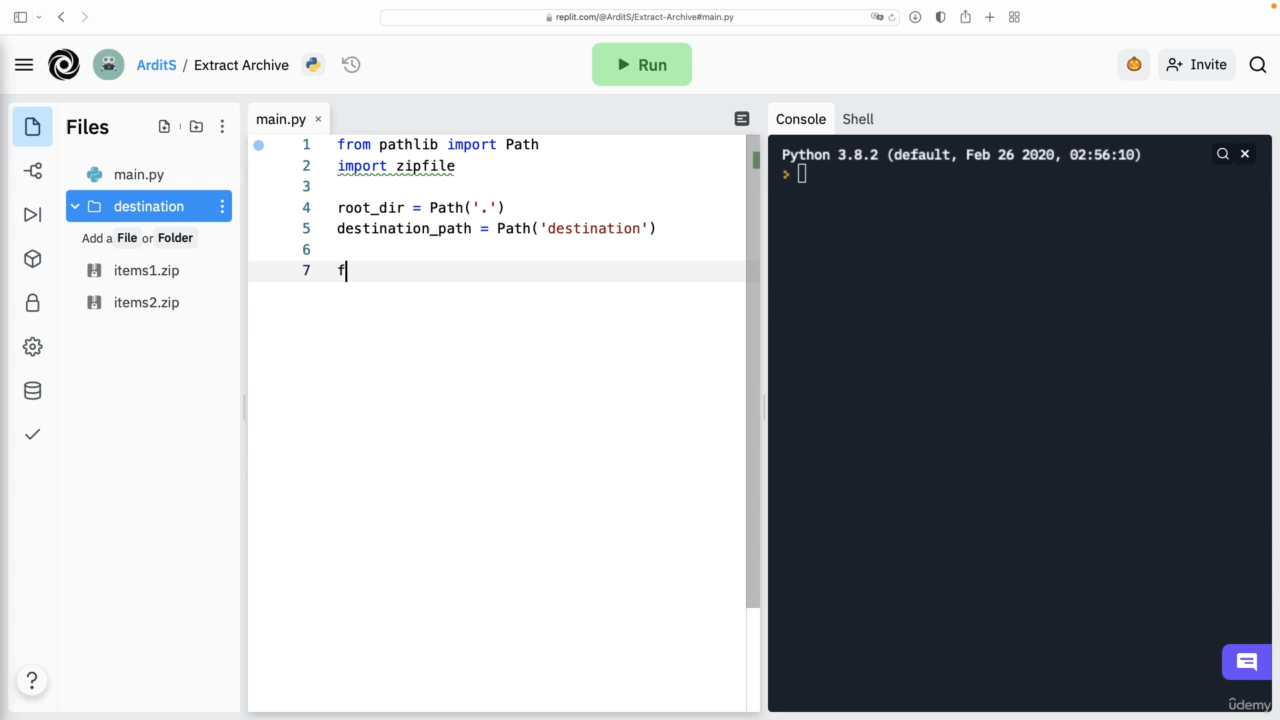 replit.com/@ArditS/Extract-Archive#main.py
ArditS / Extract Archive
Run
Invite
Files
main.py
destination
Add a File or Folder
items1.zip
items2.zip
main.py ×
1 from pathlib import Path
2 import zipfile
3
4 root_dir = Path('.')
5 destination_path = Path('destination')
6
7 f
Console
Shell
Python 3.8.2 (default, Feb 26 2020, 02:56:10)
?
ûdemy